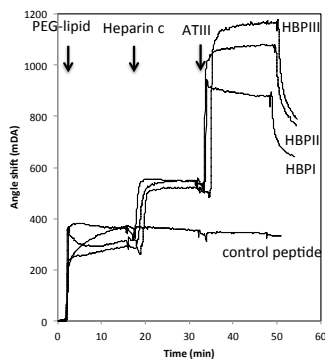 PEG-lipid Heparin c ATIII
1200
1000
800
600
400
200
0
HBPIII
HBPII
HBPI
control peptide
Angle shift (mDA)
0 10 20 30 40 50 60
Time (min)